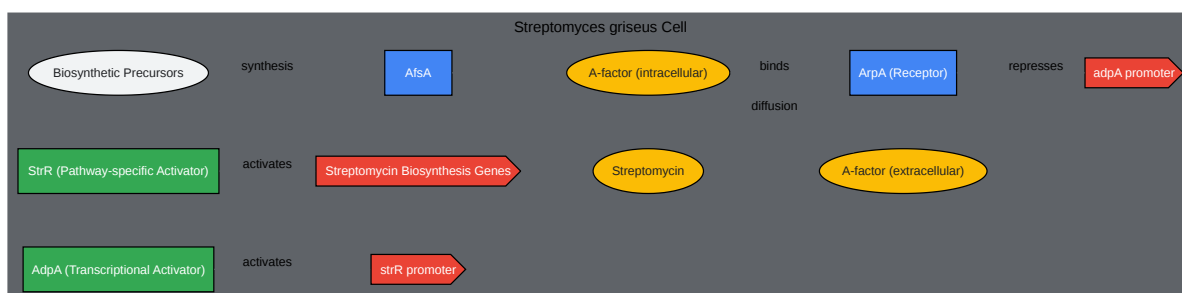 Streptomyces griseus Cell
Biosynthetic Precursors
synthesis
AfsA
A-factor (intracellular)
binds
ArpA (Receptor)
represses
adpA promoter
diffusion
StrR (Pathway-specific Activator)
activates
Streptomycin Biosynthesis Genes
Streptomycin
A-factor (extracellular)
AdpA (Transcriptional Activator)
activates
strR promoter